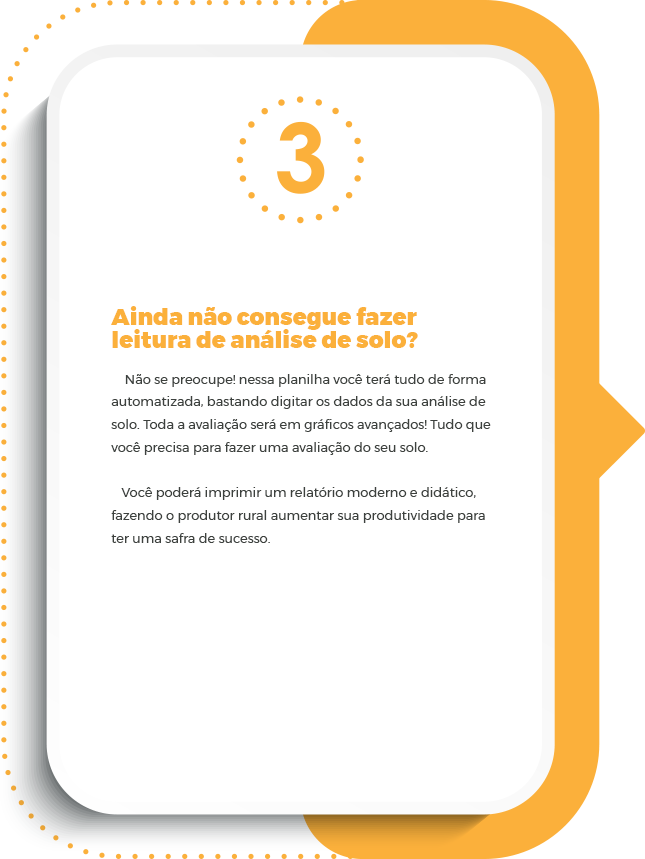 3
Ainda não consegue fazer
leitura de análise de solo?
Não se preocupe! nessa planilha você terá tudo de forma
automatizada, bastando digitar os dados da sua análise de
solo. Toda a avaliação será em gráficos avançados! Tudo que
você precisa para fazer uma avaliação do seu solo.
Você poderá imprimir um relatório moderno e didático,
fazendo o produtor rural aumentar sua produtividade para
ter uma safra de sucesso.